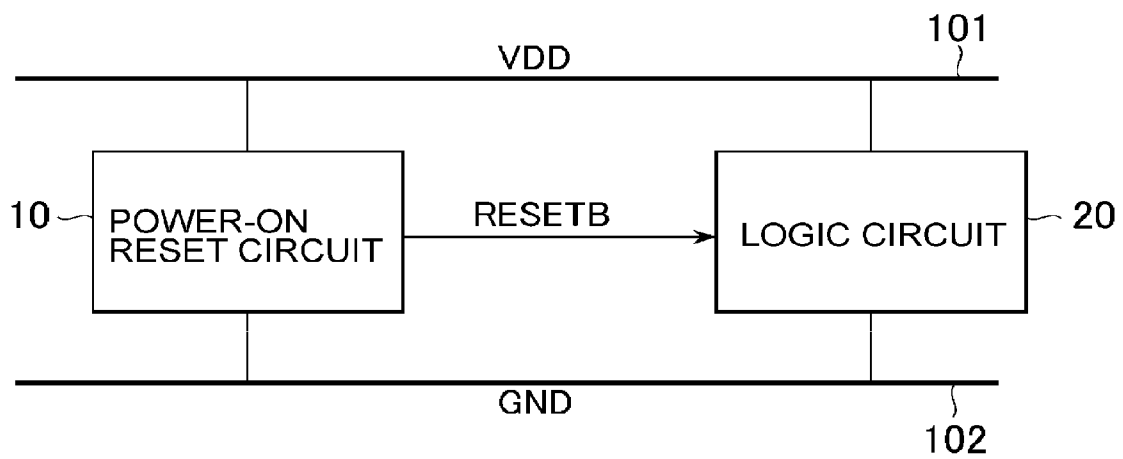 101
VDD
10
POWER-ON
RESET CIRCUIT
RESETB
LOGIC CIRCUIT
20
GND
102